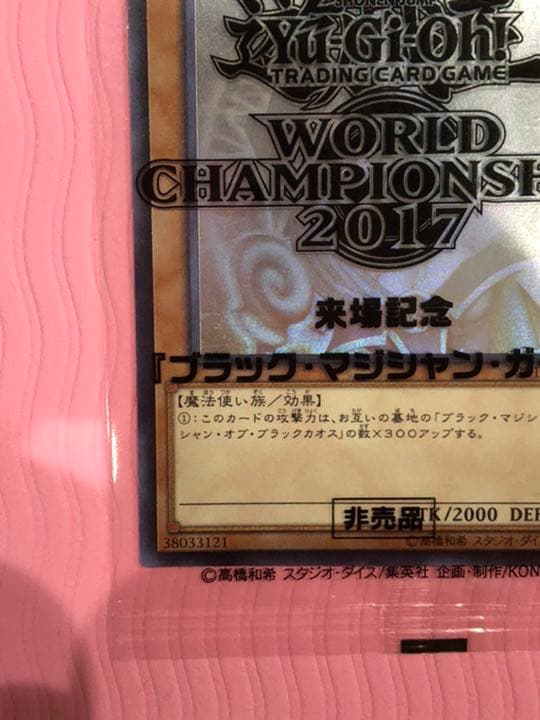 SHONEN JUMP
Yu-Gi-Oh!
TRADING CARD GAME
WORLD
CHAMPIONSH
2017
来場記念
『ブラック・マジシャン・ガ
【魔法使い族／効果】
①：このカードの攻撃力は、お互いの墓地の「ブラック・マジシ
シャン・オブ・ブラックカオス」の数×300アップする。
非売品
TK/2000 DEF
38033121
©高橋和希 スタジオ・ダイ
©高橋和希 スタジオ・ダイス/集英社 企画・制作/KON